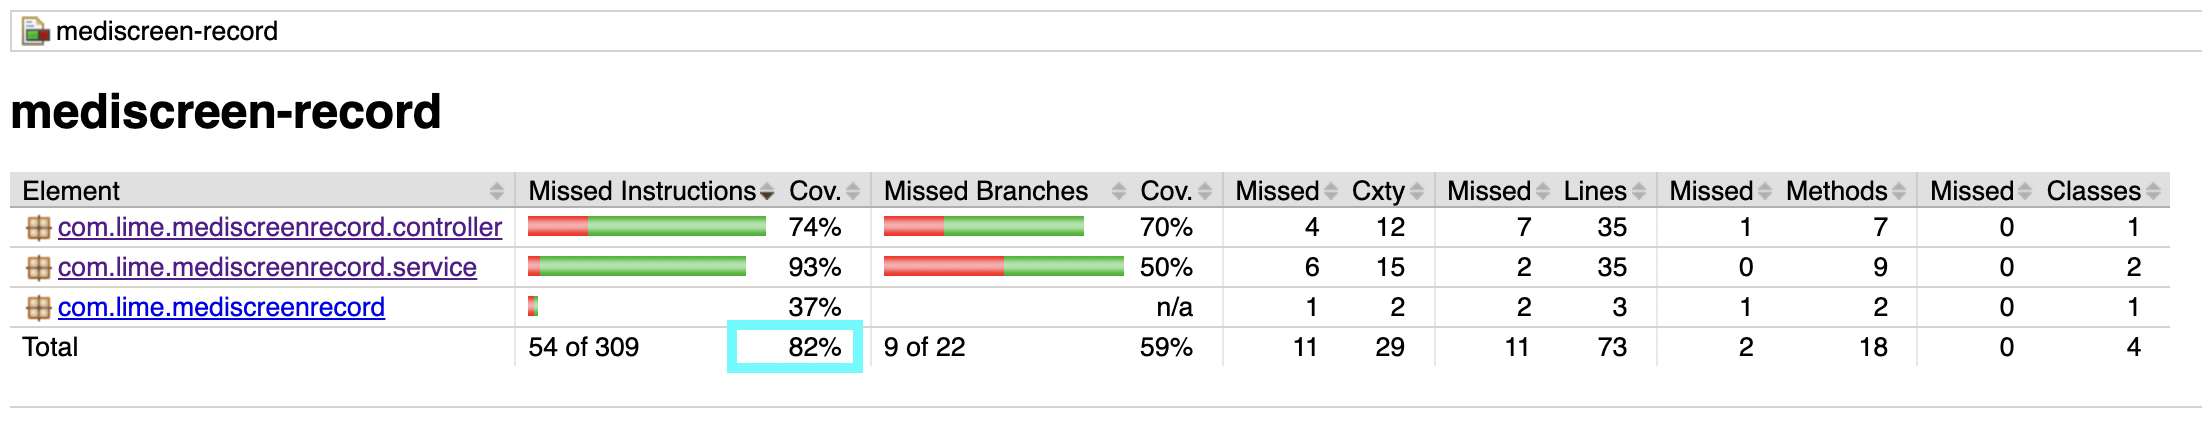 mediscreen-record
mediscreen-record
Element Missed Instructions Cov. Missed Branches Cov. Missed Cxty Missed Lines Missed Methods Missed Classes
com.lime.mediscreenrecord.controller 74% 70% 4 12 7 35 1 7 0 1
com.lime.mediscreenrecord.service 93% 50% 6 15 2 35 0 9 0 2
com.lime.mediscreenrecord 37% n/a 1 2 2 3 1 2 0 1
Total 54 of 309 82% 9 of 22 59% 11 29 11 73 2 18 0 4